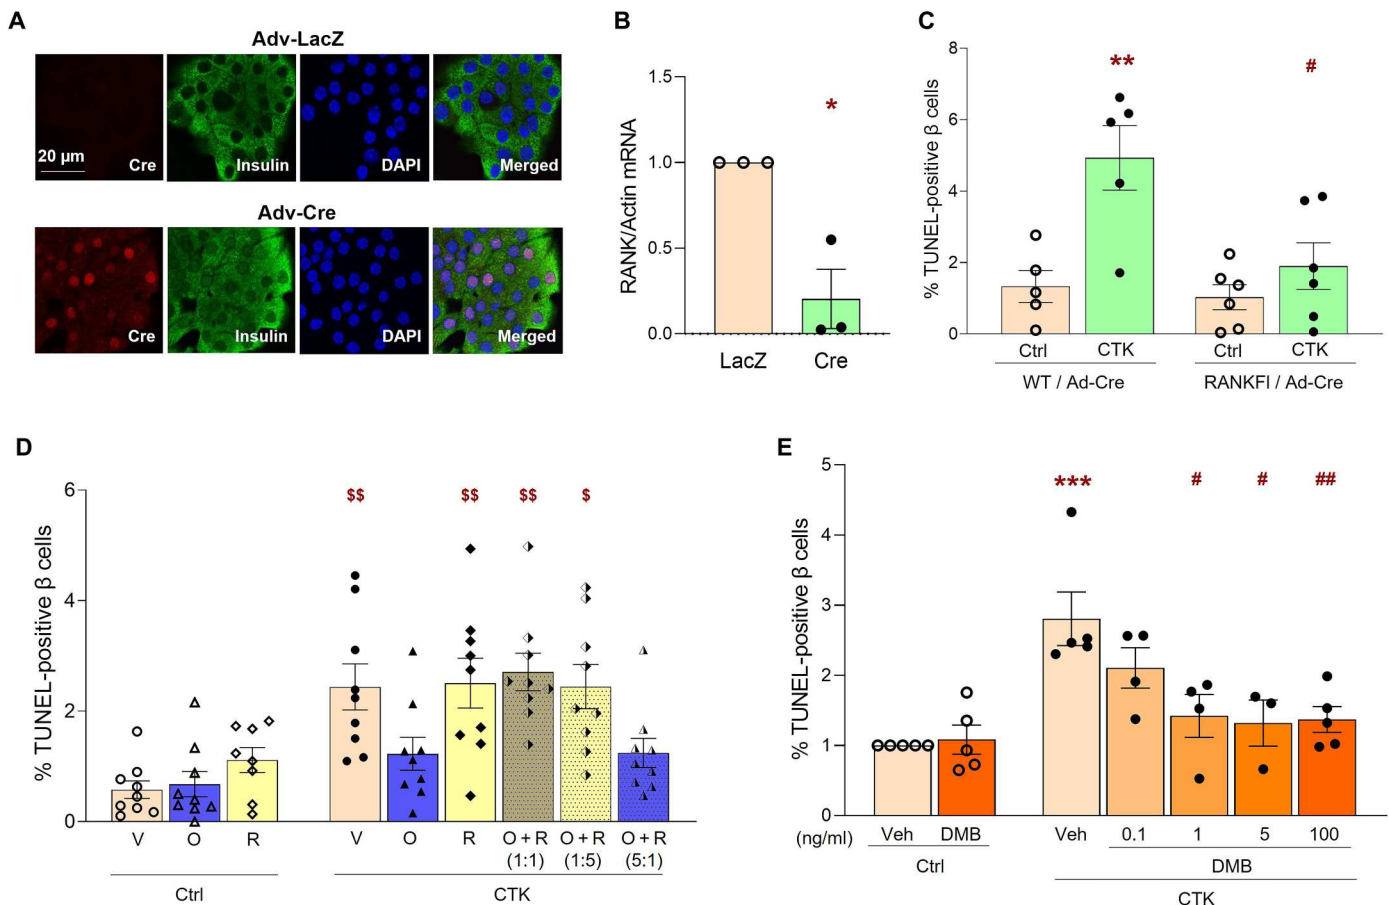 A
Adv-LacZ
20 µm
Cre
Insulin
DAPI
Merged
Adv-Cre
Cre
Insulin
DAPI
Merged
B
RANK/Actin mRNA
1.5
1.0
0.5
0.0
*
LacZ
Cre
C
% TUNEL-positive β cells
8
6
4
2
0
**
#
Ctrl
CTK
Ctrl
CTK
WT / Ad-Cre
RANKFl / Ad-Cre
D
% TUNEL-positive β cells
6
4
2
0
$$
$$
$$
$
V
O
R
V
O
R
O + R
(1:1)
O + R
(1:5)
O + R
(5:1)
Ctrl
CTK
E
% TUNEL-positive β cells
5
4
3
2
1
0
***
#
#
##
(ng/ml)
Veh
DMB
Veh
0.1
1
5
100
Ctrl
DMB
CTK